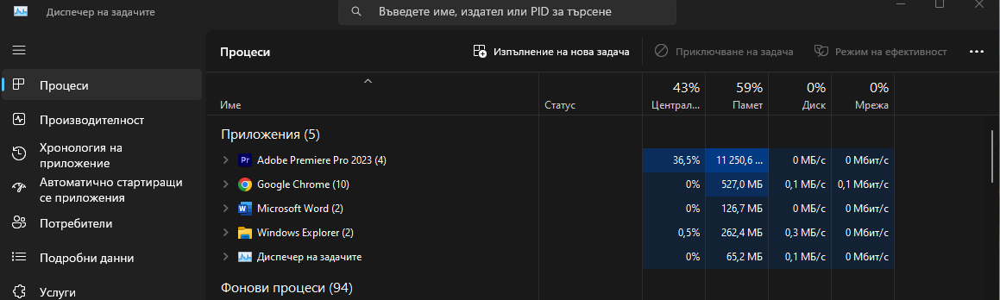 Диспечер на задачите
Въведете име, издател или PID за търсене
Процеси
Изпълнение на нова задача
Приключване на задача
Режим на ефективност
Процеси
Производителност
Хронология на
приложение
Автоматично стартиращи
се приложения
Потребители
Подробни данни
Услуги
43% 59% 0% 0%
Име Статус Централ... Памет Диск Мрежа
Приложения (5)
Adobe Premiere Pro 2023 (4) 36,5% 11 250,6 ... 0 МБ/с 0 Мбит/с
Google Chrome (10) 0% 527,0 МБ 0,1 МБ/с 0,1 Мбит/с
Microsoft Word (2) 0% 126,7 МБ 0 МБ/с 0 Мбит/с
Windows Explorer (2) 0,5% 262,4 МБ 0,3 МБ/с 0 Мбит/с
Диспечер на задачите 0% 65,2 МБ 0,1 МБ/с 0 Мбит/с
Фонови процеси (94)